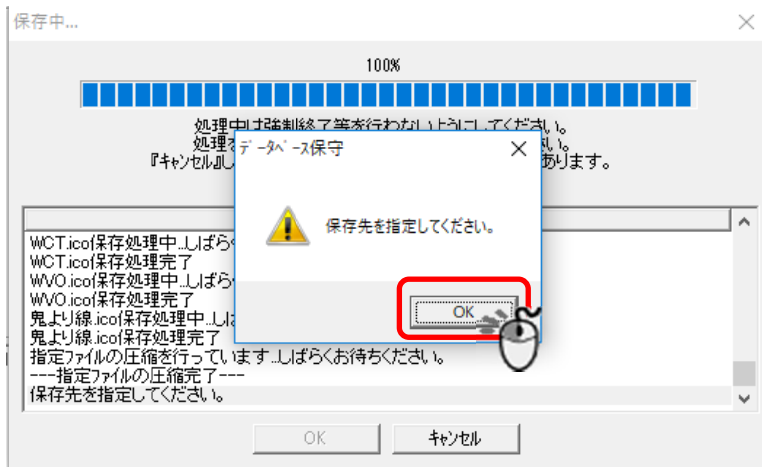 保存中...
100%
処理中は強制終了等を行わないようにしてください。
処理
『キャンセル』し
あります。
データベース保守
保存先を指定してください。
OK
WCT.ico保存処理中...しばら
WCT.ico保存処理完了
WVO.ico保存処理中...しばら
WVO.ico保存処理完了
鬼より線.ico保存処理中...しば
鬼より線.ico保存処理完了
指定ファイルの圧縮を行っています...しばらくお待ちください。
---指定ファイルの圧縮完了---
保存先を指定してください。
OK
キャンセル